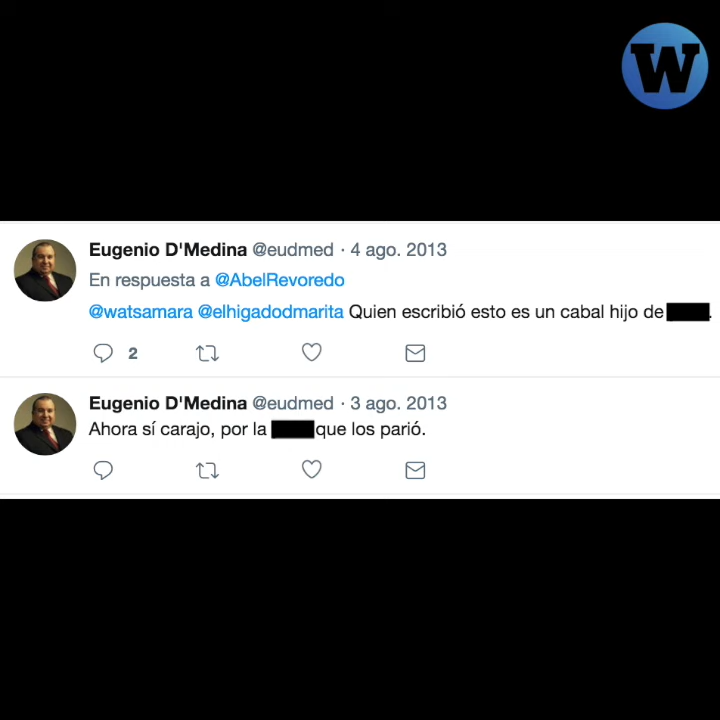 W
Eugenio D'Medina @eudmed · 4 ago. 2013
En respuesta a @AbelRevoredo
@watsamara @elhigadodmarita Quien escribió esto es un cabal hijo de .
2
Eugenio D'Medina @eudmed · 3 ago. 2013
Ahora sí carajo, por la que los parió.